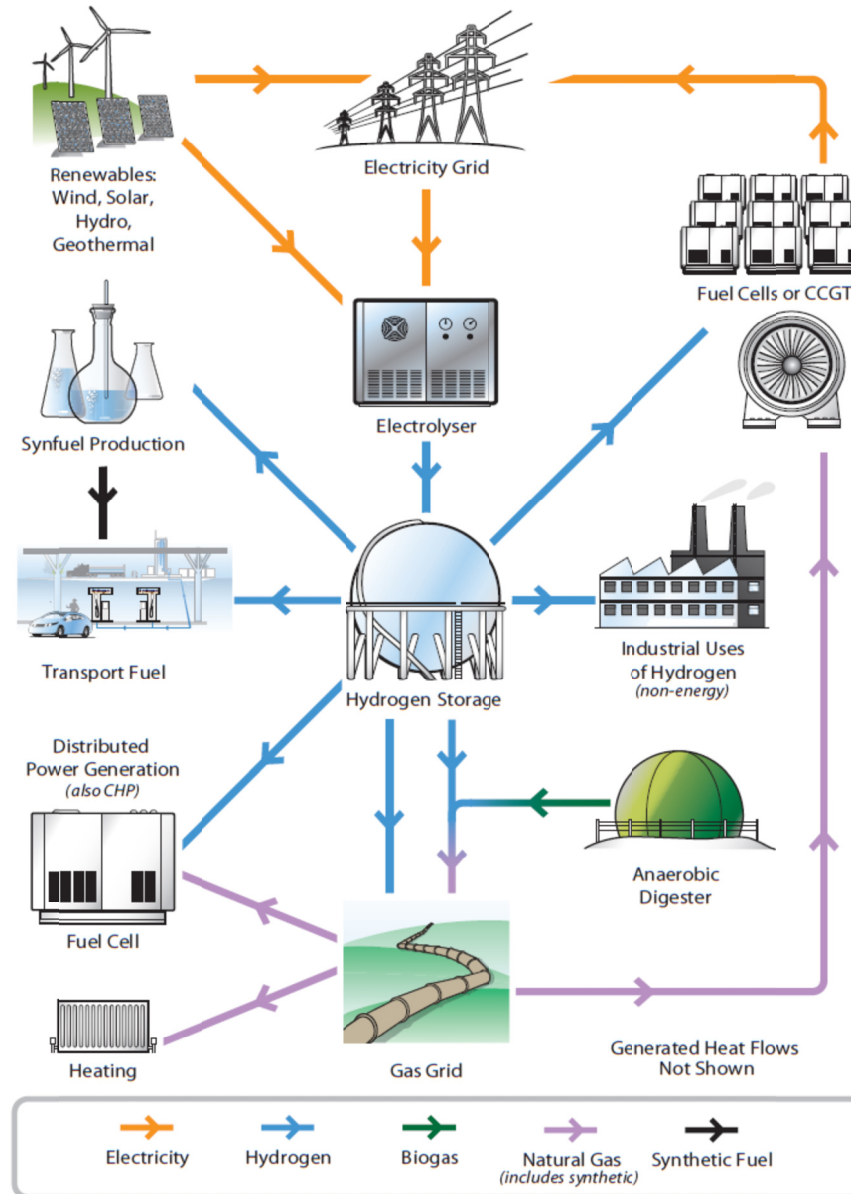 Renewables:
Wind, Solar,
Hydro,
Geothermal
Electricity Grid
Fuel Cells or CCGT
Synfuel Production
Electrolyser
Transport Fuel
Hydrogen Storage
Industrial Uses
of Hydrogen
(non-energy)
Distributed
Power Generation
(also CHP)
Fuel Cell
Anaerobic
Digester
Heating
Gas Grid
Generated Heat Flows
Not Shown
Electricity
Hydrogen
Biogas
Natural Gas
(includes synthetic)
Synthetic Fuel